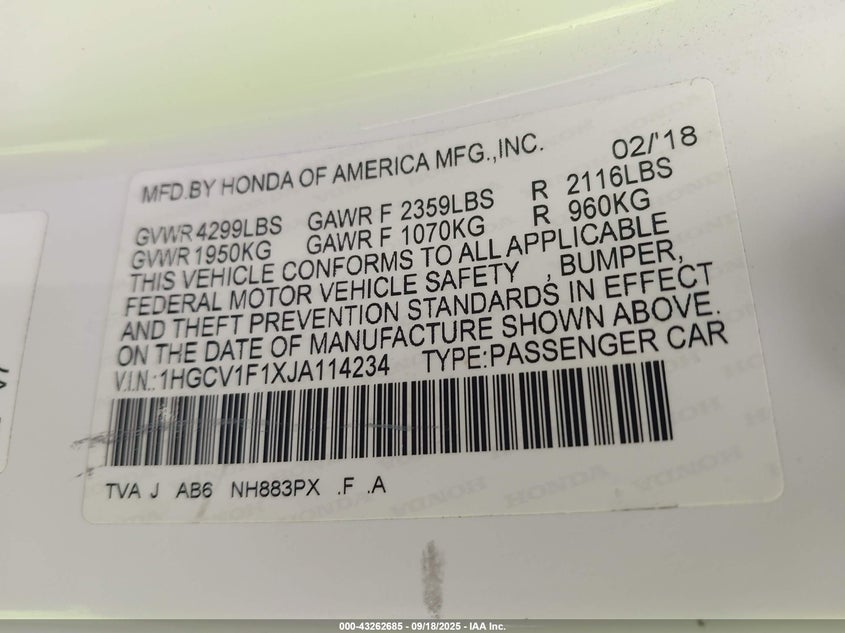 MFD.BY HONDA OF AMERICA MFG.,INC. 02/'18
GVWR 4299LBS GAWR F 2359LBS R 2116LBS
GVWR 1950KG GAWR F 1070KG R 960KG
THIS VEHICLE CONFORMS TO ALL APPLICABLE
FEDERAL MOTOR VEHICLE SAFETY , BUMPER,
AND THEFT PREVENTION STANDARDS IN EFFECT
ON THE DATE OF MANUFACTURE SHOWN ABOVE.
V.I.N.:1HGCV1F1XJA114234 TYPE:PASSENGER CAR
TVA J AB6 NH883PX .F .A
000-43262685 - 09/18/2025 - IAA Inc.